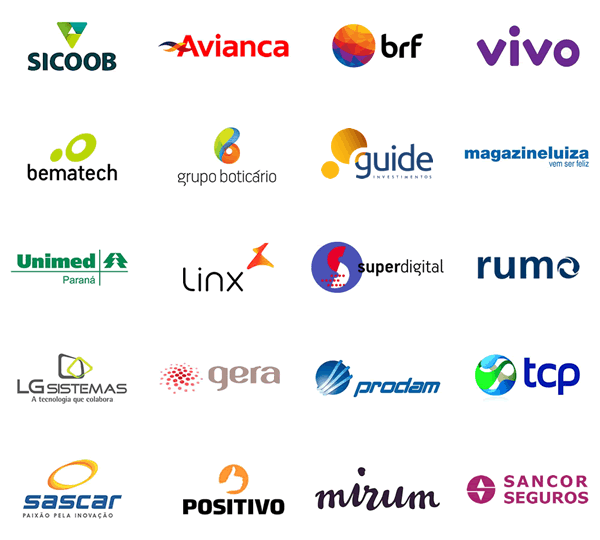 SICOOB
Avianca
brf
vivo
bematech
grupo boticário
guide
INVESTIMENTOS
magazineluiza
vem ser feliz
Unimed
Paraná
Linx
superdigital
rumo
LG SISTEMAS
A tecnologia que colabora
gera
prodam
tcp
sascar
PAIXÃO PELA INOVAÇÃO
POSITIVO
mirum
SANCOR
SEGUROS